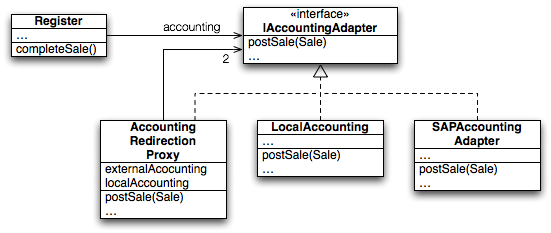 Register
...
completeSale()
accounting
2
«interface»
IAccountingAdapter
postSale(Sale)
...
Accounting
Redirection
Proxy
externalAcocunting
localAccounting
postSale(Sale)
...
LocalAccounting
...
postSale(Sale)
...
SAPAccounting
Adapter
...
postSale(Sale)
...